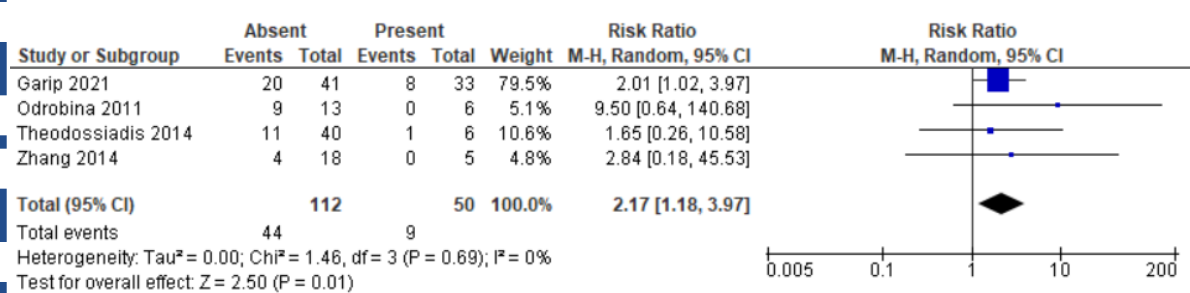 Absent Present Risk Ratio Risk Ratio
Study or Subgroup Events Total Events Total Weight M-H, Random, 95% CI M-H, Random, 95% CI
Garip 2021 20 41 8 33 79.5% 2.01 [1.02, 3.97]
Odrobina 2011 9 13 0 6 5.1% 9.50 [0.64, 140.68]
Theodossiadis 2014 11 40 1 6 10.6% 1.65 [0.26, 10.58]
Zhang 2014 4 18 0 5 4.8% 2.84 [0.18, 45.53]
Total (95% CI) 112 50 100.0% 2.17 [1.18, 3.97]
Total events 44 9
Heterogeneity: Tau² = 0.00; Chi² = 1.46, df = 3 (P = 0.69); I² = 0%
Test for overall effect: Z = 2.50 (P = 0.01)
0.005 0.1 1 10 200